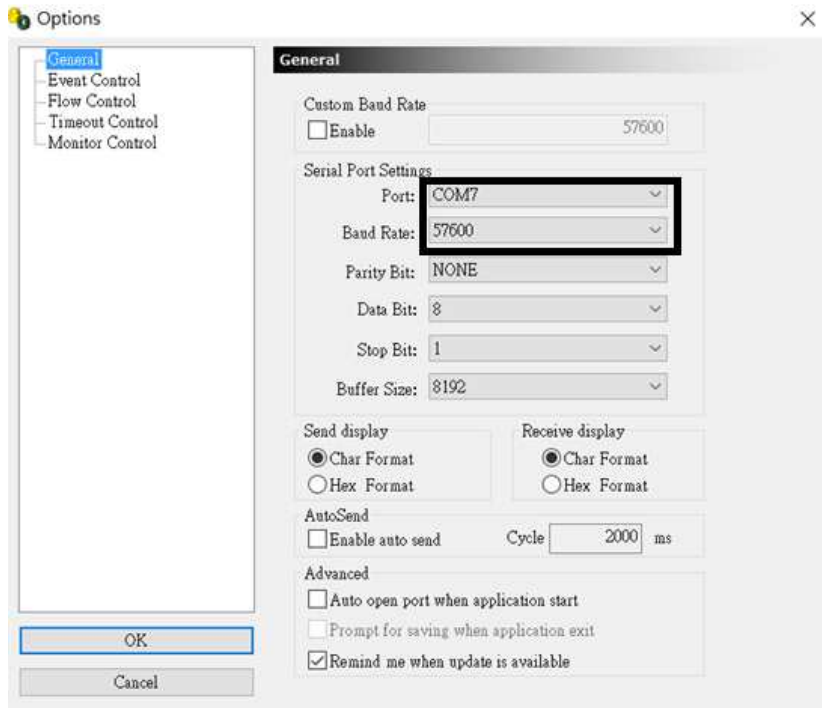 Options
General
Event Control
Flow Control
Timeout Control
Monitor Control
OK
Cancel
General
Custom Baud Rate
Enable 57600
Serial Port Settings
Port: COM7
Baud Rate: 57600
Parity Bit: NONE
Data Bit: 8
Stop Bit: 1
Buffer Size: 8192
Send display
Char Format
Hex Format
Receive display
Char Format
Hex Format
AutoSend
Enable auto send Cycle 2000 ms
Advanced
Auto open port when application start
Prompt for saving when application exit
Remind me when update is available